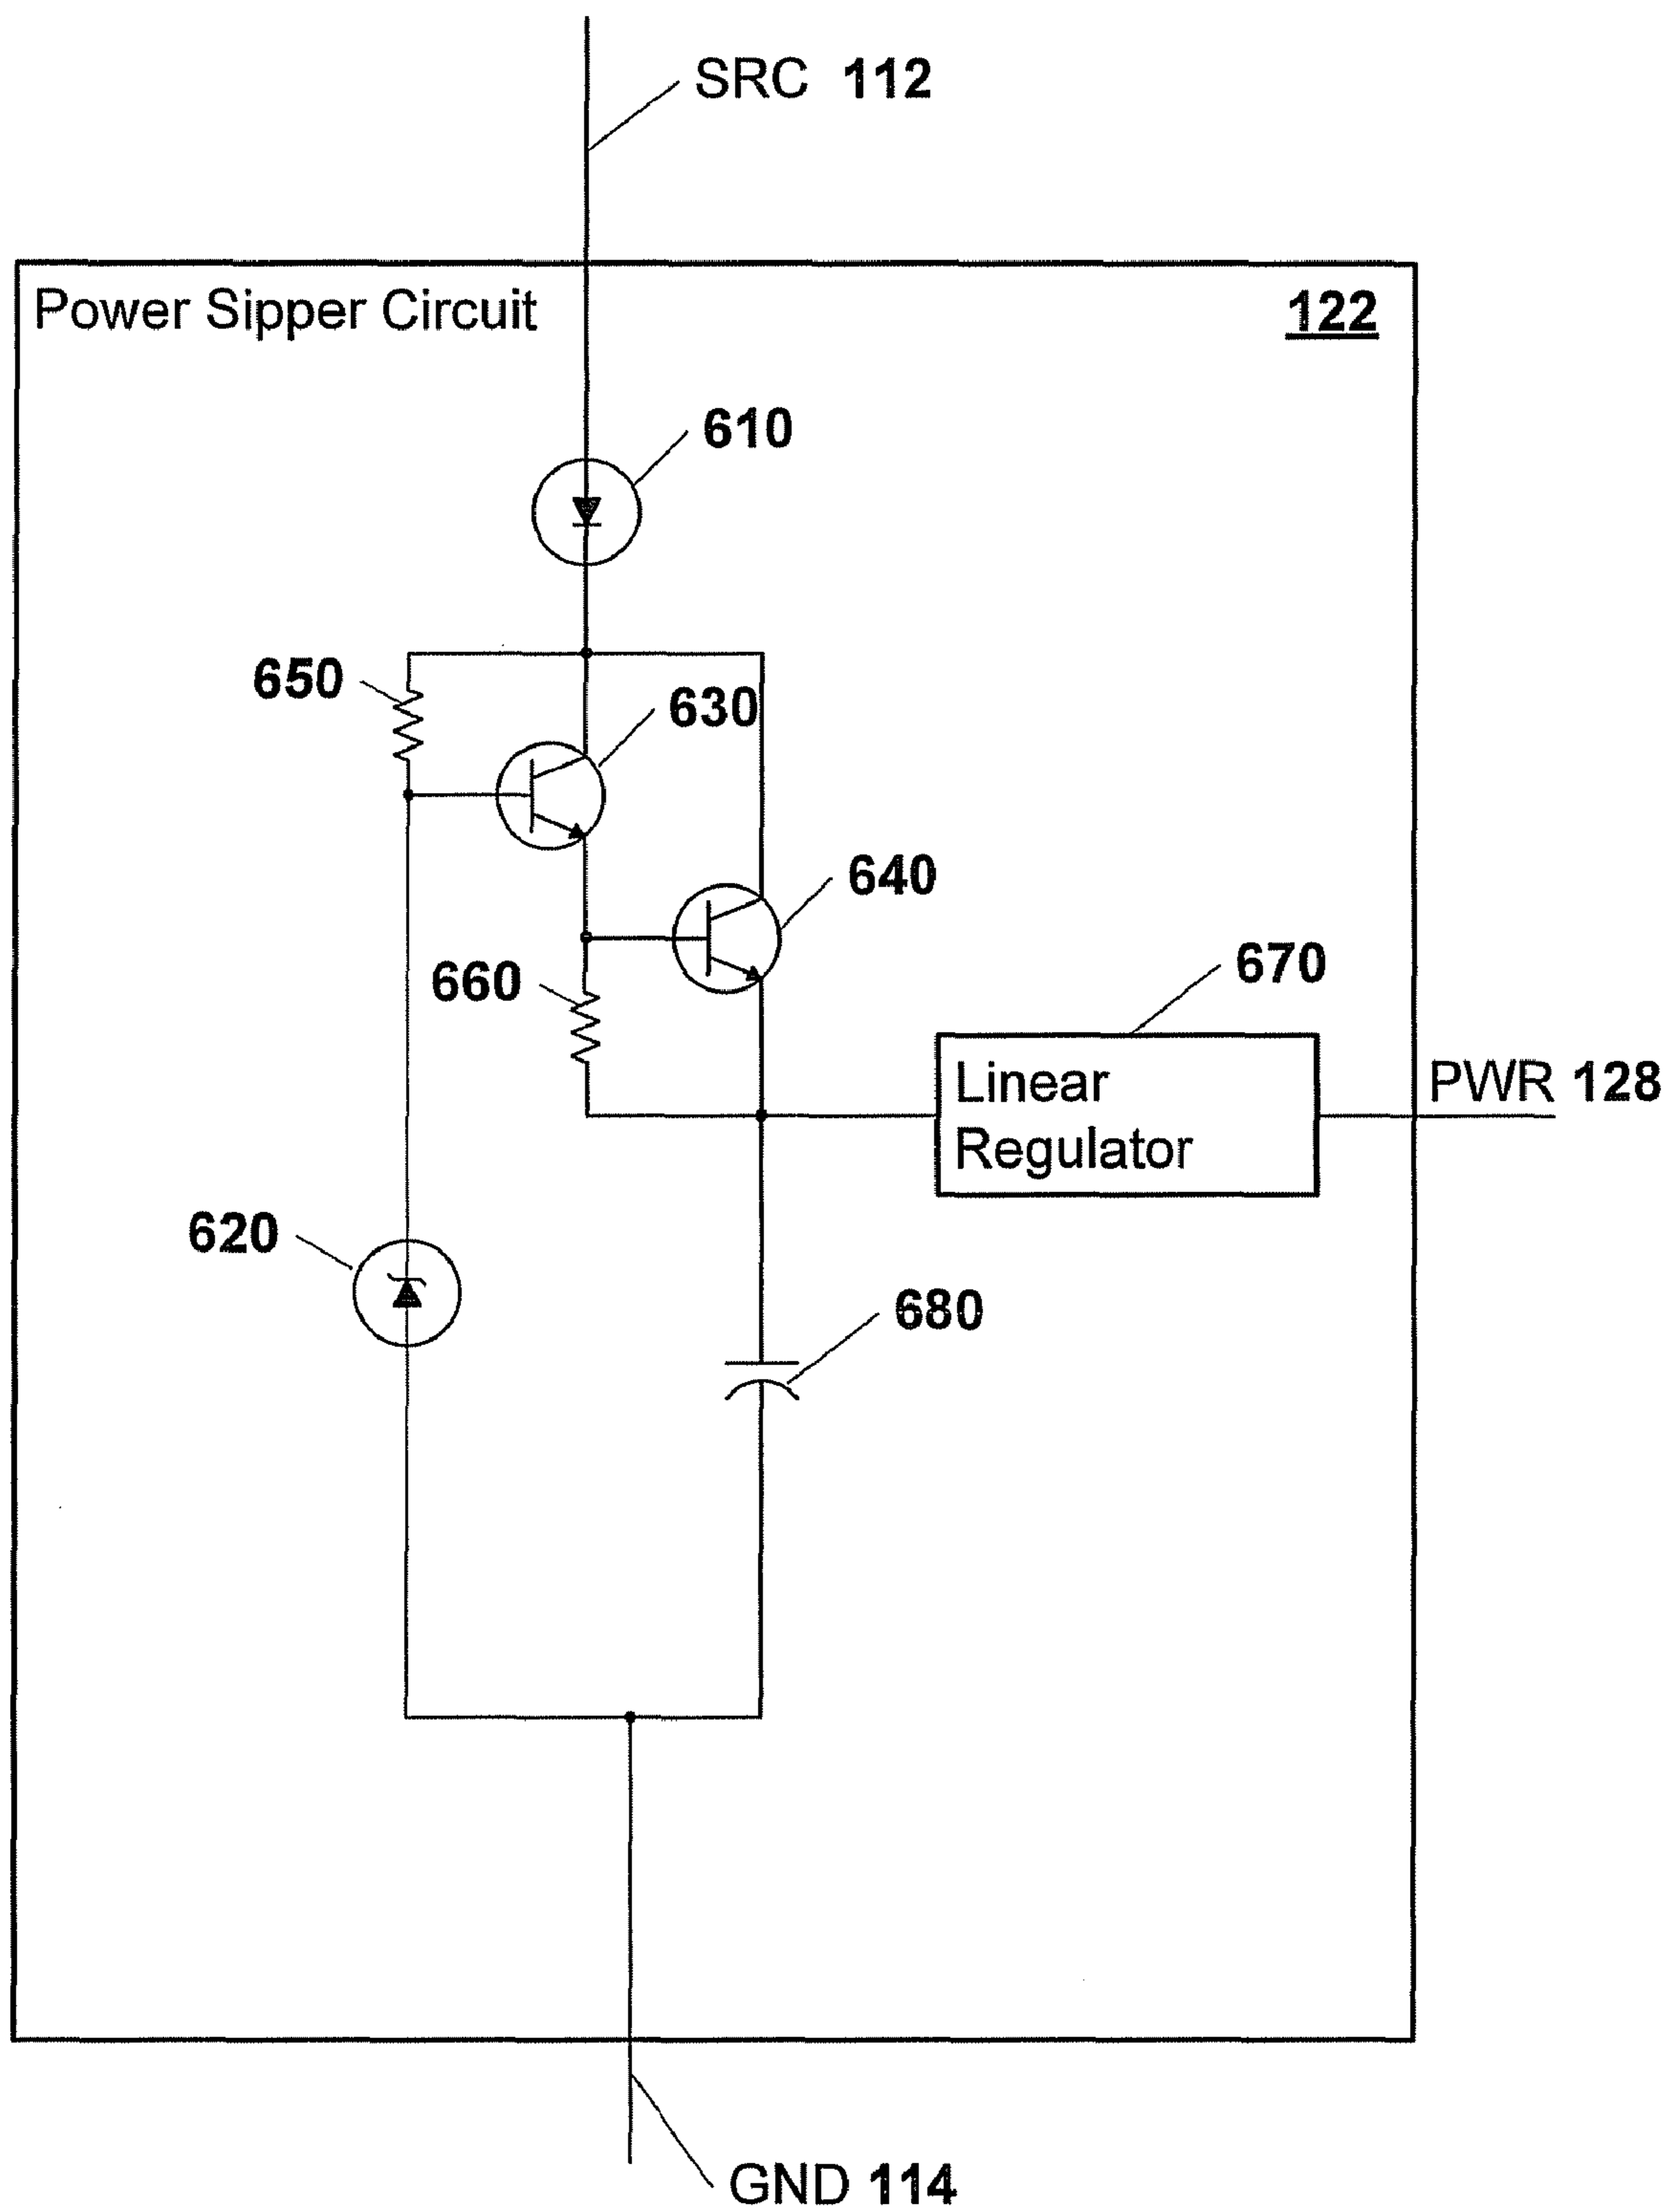 SRC 112
Power Sipper Circuit
122
610
650
630
640
660
670
Linear
Regulator
PWR 128
620
680
GND 114